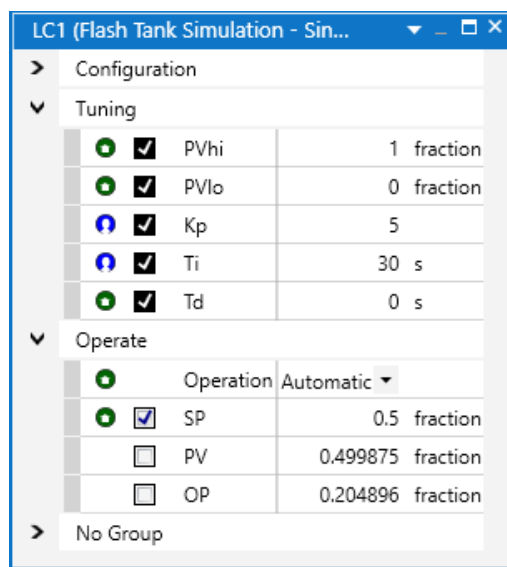 LC1 (Flash Tank Simulation - Sin...
Configuration
Tuning
PVhi 1 fraction
PVlo 0 fraction
Kp 5
Ti 30 s
Td 0 s
Operate
Operation Automatic
SP 0.5 fraction
PV 0.499875 fraction
OP 0.204896 fraction
No Group